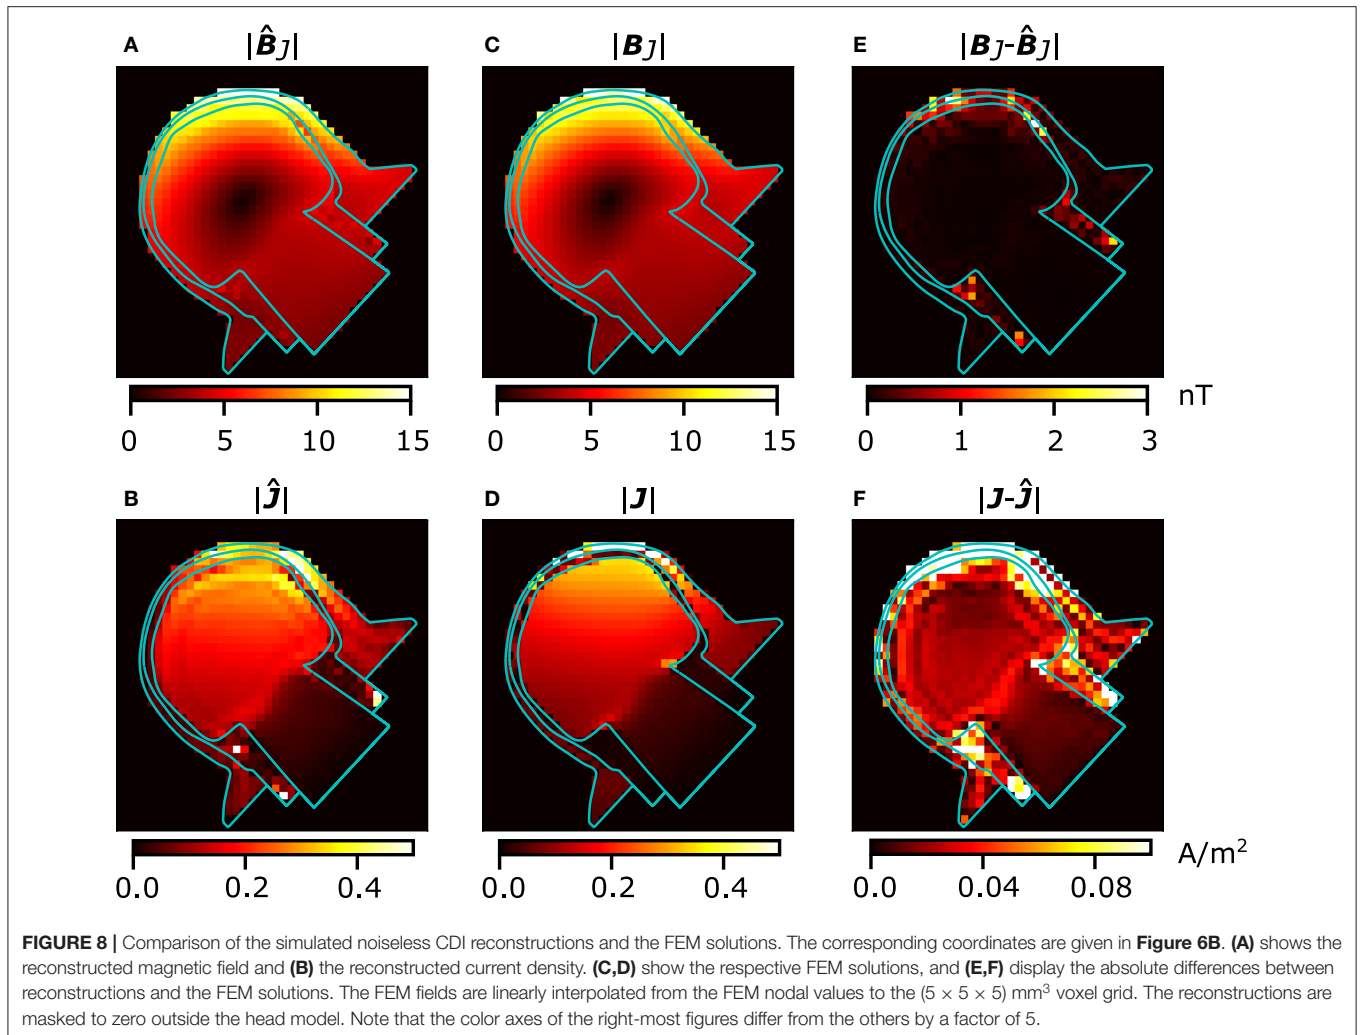 A |B̂J| C |BJ| E |BJ-B̂J|
0 5 10 15 0 5 10 15 0 1 2 3 nT
B |Ĵ| D |J| F |J-Ĵ|
0.0 0.2 0.4 0.0 0.2 0.4 0.0 0.04 0.08 A/m²
FIGURE 8 | Comparison of the simulated noiseless CDI reconstructions and the FEM solutions. The corresponding coordinates are given in Figure 6B. (A) shows the
reconstructed magnetic field and (B) the reconstructed current density. (C,D) show the respective FEM solutions, and (E,F) display the absolute differences between
reconstructions and the FEM solutions. The FEM fields are linearly interpolated from the FEM nodal values to the (5 × 5 × 5) mm³ voxel grid. The reconstructions are
masked to zero outside the head model. Note that the color axes of the right-most figures differ from the others by a factor of 5.